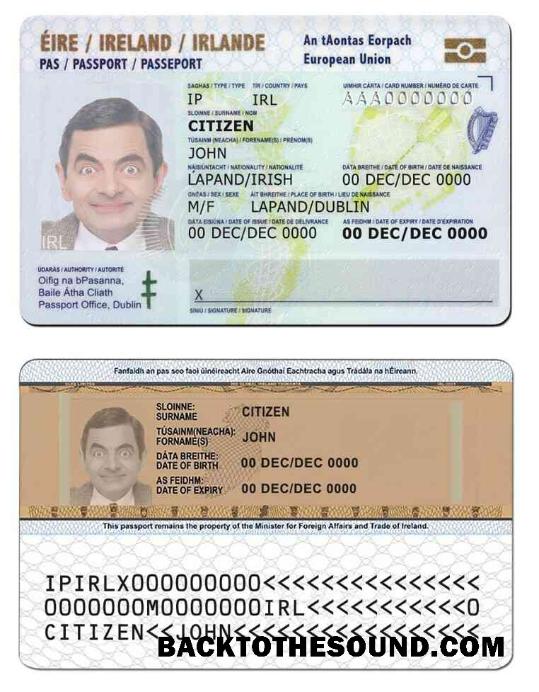 ÉIRE / IRELAND / IRLANDE
PAS / PASSPORT / PASSEPORT
An tAontas Eorpach
European Union
SAGHAS / TYPE / TYPE TÍR / COUNTRY / PAYS
UIMHIR CÁRTA / CARD NUMBER / NUMÉRO DE CARTE
IP IRL
AAA0000000
SLOINNE / SURNAME / NOM
CITIZEN
TÚSAINM (NEACHA) / FORENAME(S) / PRÉNOM(S)
JOHN
NÁISIÚNTACHT / NATIONALITY / NATIONALITÉ
DÁTA BREITHE / DATE OF BIRTH / DATE DE NAISSANCE
LAPAND/IRISH
00 DEC/DEC 0000
GNÉAS / SEX / SEXE ÁIT BHREITHE / PLACE OF BIRTH / LIEU DE NAISSANCE
M/F LAPAND/DUBLIN
DÁTA EISIÚNA / DATE OF ISSUE / DATE DE DÉLIVRANCE
AS FEIDHM / DATE OF EXPIRY / DATE D'EXPIRATION
00 DEC/DEC 0000
00 DEC/DEC 0000
IRL
ÚDARÁS / AUTHORITY / AUTORITÉ
Oifig na bPasanna,
Baile Átha Cliath
Passport Office, Dublin
X
SÍNIÚ / SIGNATURE / SIGNATURE
Fanfaidh an pas seo faoi úinéireacht Aire Gnóthaí Eachtracha agus Trádála na hÉireann.
SLOINNE:
SURNAME
CITIZEN
TÚSAINM(NEACHA):
FORNAME(S)
JOHN
DÁTA BREITHE:
DATE OF BIRTH
00 DEC/DEC 0000
AS FEIDHM:
DATE OF EXPIRY
00 DEC/DEC 0000
This passport remains the property of the Minister for Foreign Affairs and Trade of Ireland.
IPIRLX000000000<<<<<<<<<<<<<<<
0000000M0000000IRL<<<<<<<<<<<0
CITIZEN<<JOHN<<<<<<<<<<<<<<<<<
BACKTOTHESOUND.COM